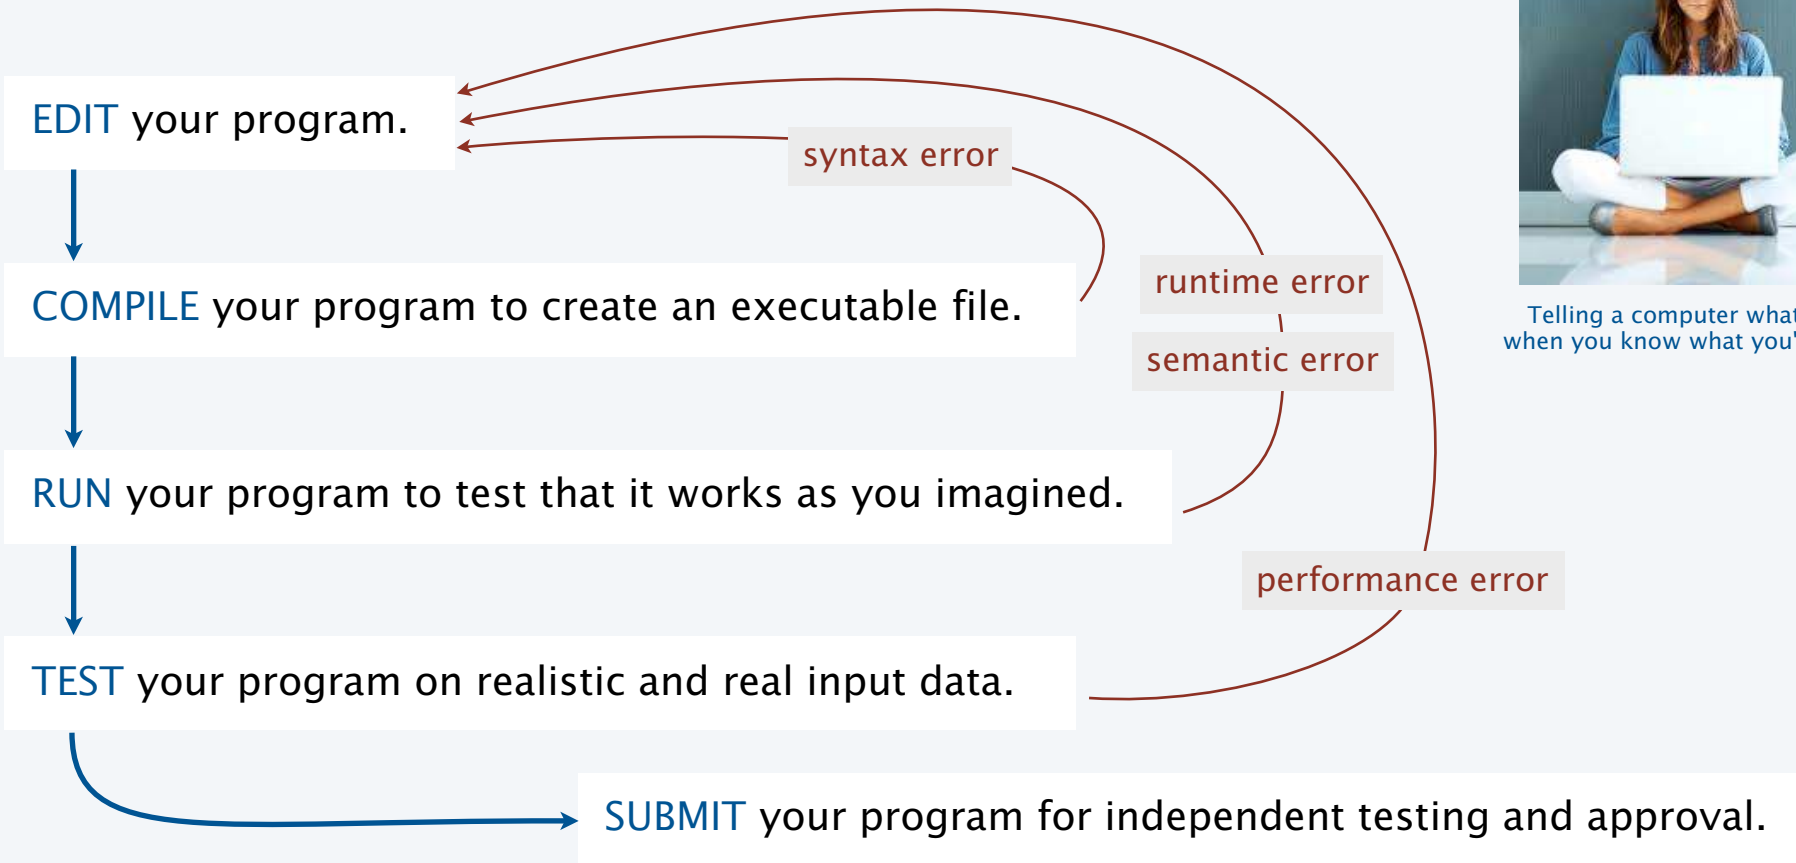 EDIT your program.
syntax error
COMPILE your program to create an executable file.
runtime error
semantic error
Telling a computer what
when you know what you'
RUN your program to test that it works as you imagined.
performance error
TEST your program on realistic and real input data.
SUBMIT your program for independent testing and approval.